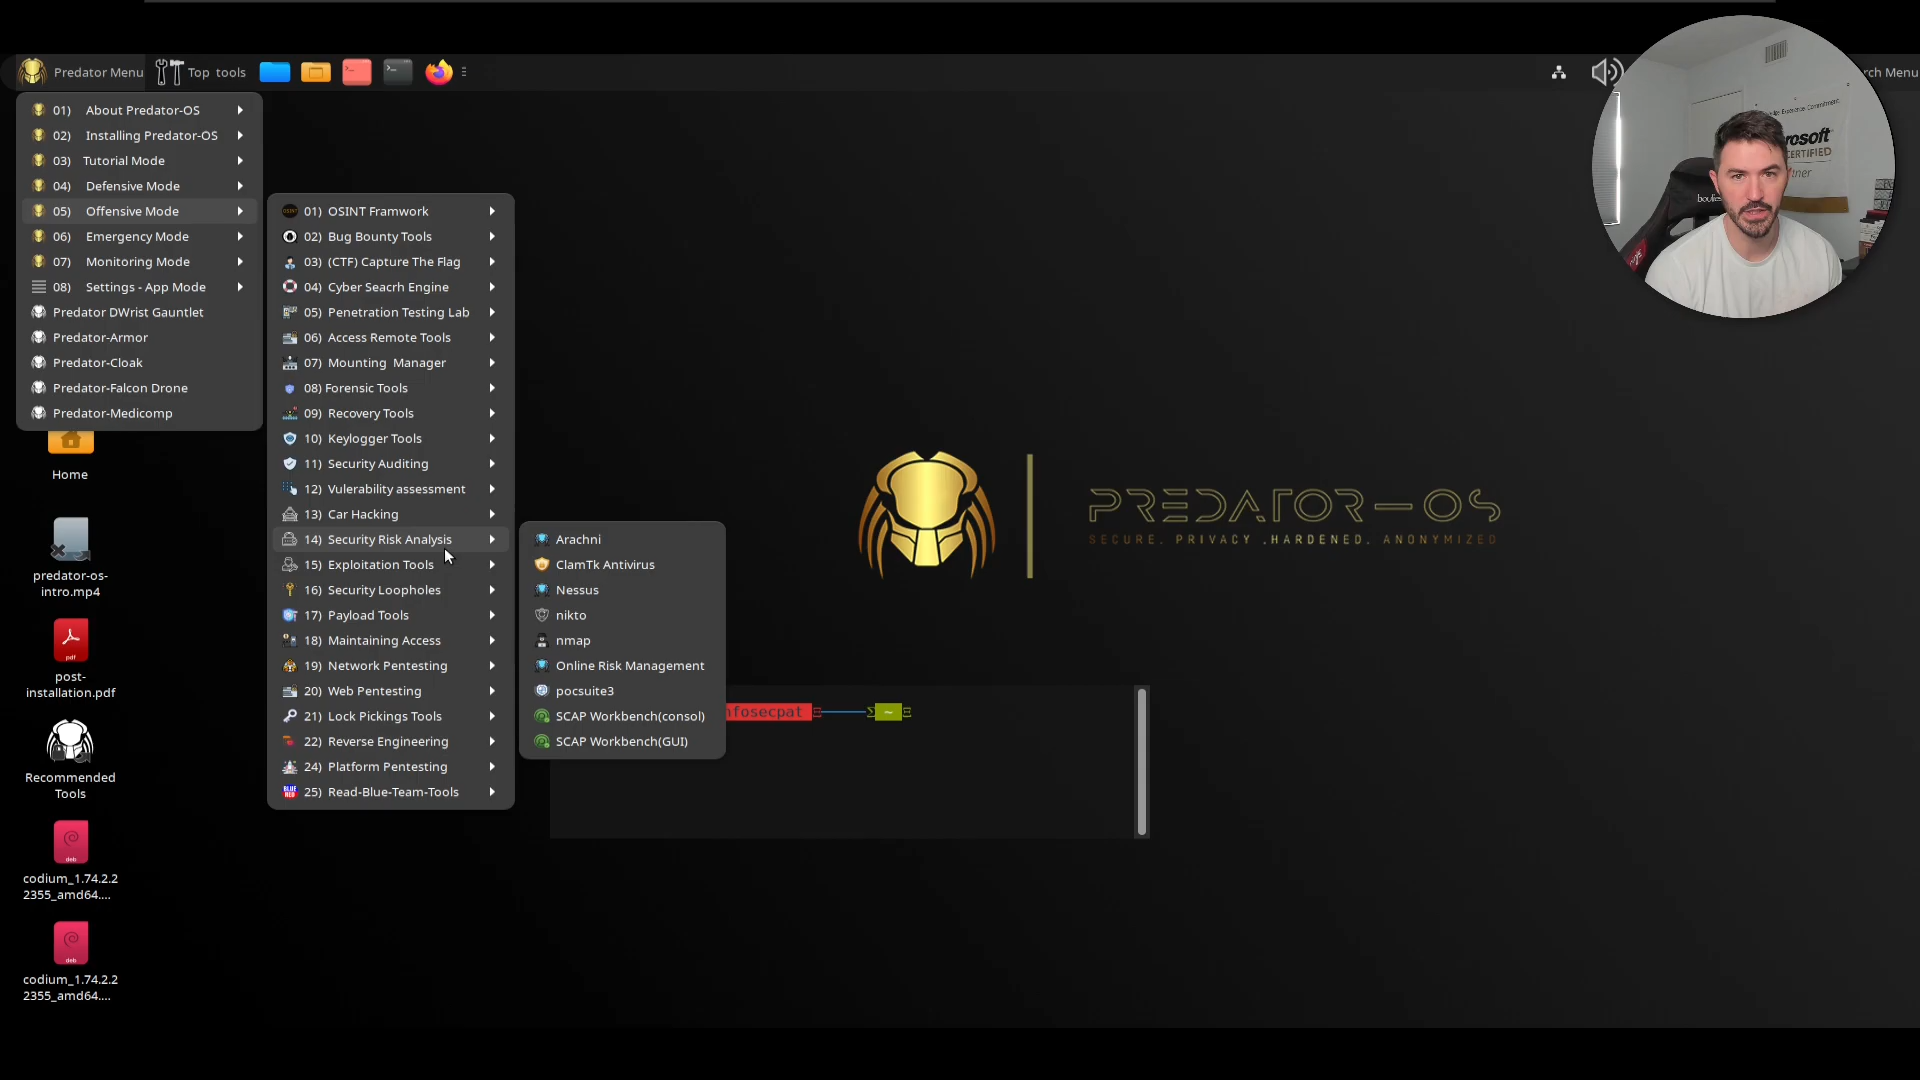 Predator Menu
Top tools
rch Menu
01) About Predator-OS
02) Installing Predator-OS
03) Tutorial Mode
04) Defensive Mode
05) Offensive Mode
06) Emergency Mode
07) Monitoring Mode
08) Settings - App Mode
Predator DWrist Gauntlet
Predator-Armor
Predator-Cloak
Predator-Falcon Drone
Predator-Medicomp
01) OSINT Framwork
02) Bug Bounty Tools
03) (CTF) Capture The Flag
04) Cyber Seacrh Engine
05) Penetration Testing Lab
06) Access Remote Tools
07) Mounting Manager
08) Forensic Tools
09) Recovery Tools
10) Keylogger Tools
11) Security Auditing
12) Vulerability assessment
13) Car Hacking
14) Security Risk Analysis
15) Exploitation Tools
16) Security Loopholes
17) Payload Tools
18) Maintaining Access
19) Network Pentesting
20) Web Pentesting
21) Lock Pickings Tools
22) Reverse Engineering
24) Platform Pentesting
25) Read-Blue-Team-Tools
Arachni
ClamTk Antivirus
Nessus
nikto
nmap
Online Risk Management
pocsuite3
SCAP Workbench(consol)
SCAP Workbench(GUI)
nfosecpat
~
Home
predator-os-
intro.mp4
pdf
post-
installation.pdf
Recommended
Tools
deb
codium_1.74.2.2
2355_amd64....
deb
codium_1.74.2.2
2355_amd64....
PREDATOR-OS
SECURE. PRIVACY .HARDENED. ANONYMIZED
rosoft
CERTIFIED